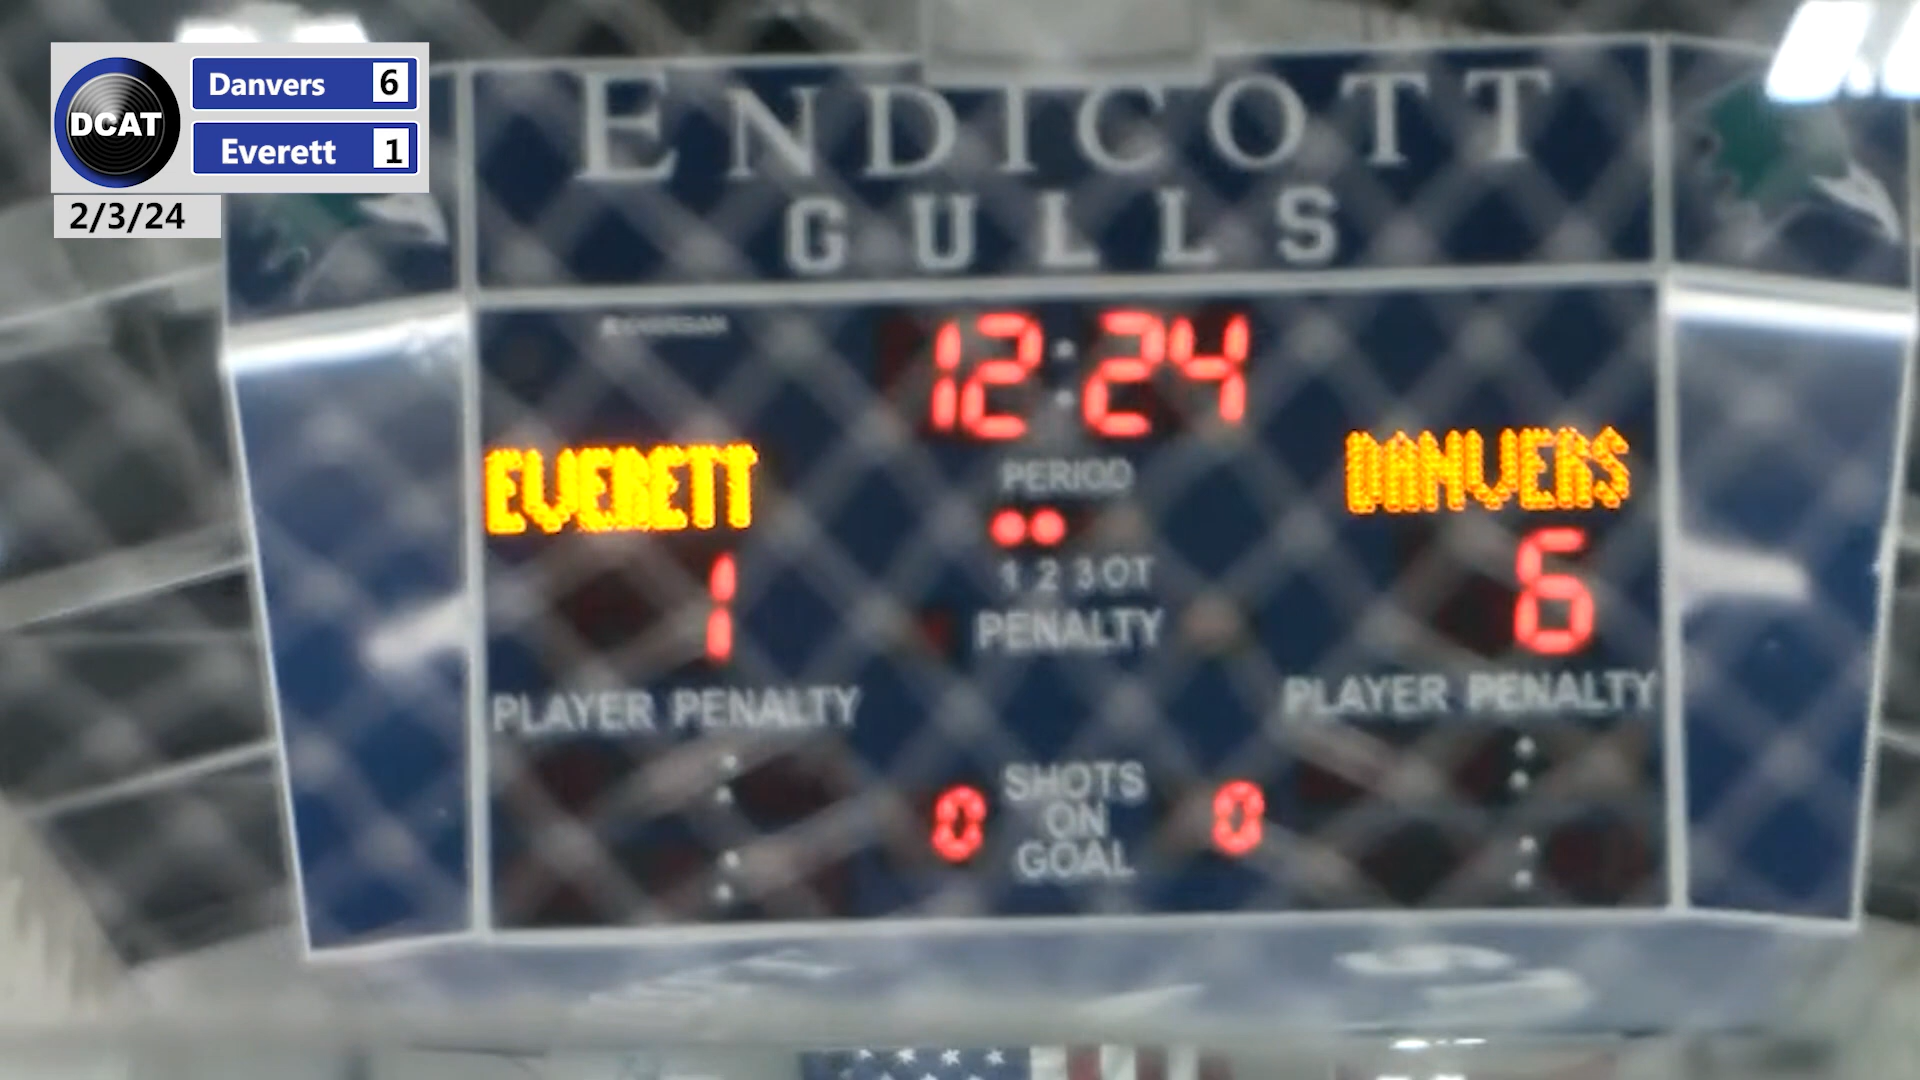 Danvers 6
DCAT
Everett 1
2/3/24
ENDICOTT
GULLS
12:24
EVERETT
DANVERS
PERIOD
1 2 3 OT
1
6
PENALTY
PLAYER PENALTY
PLAYER PENALTY
0 SHOTS ON GOAL 0